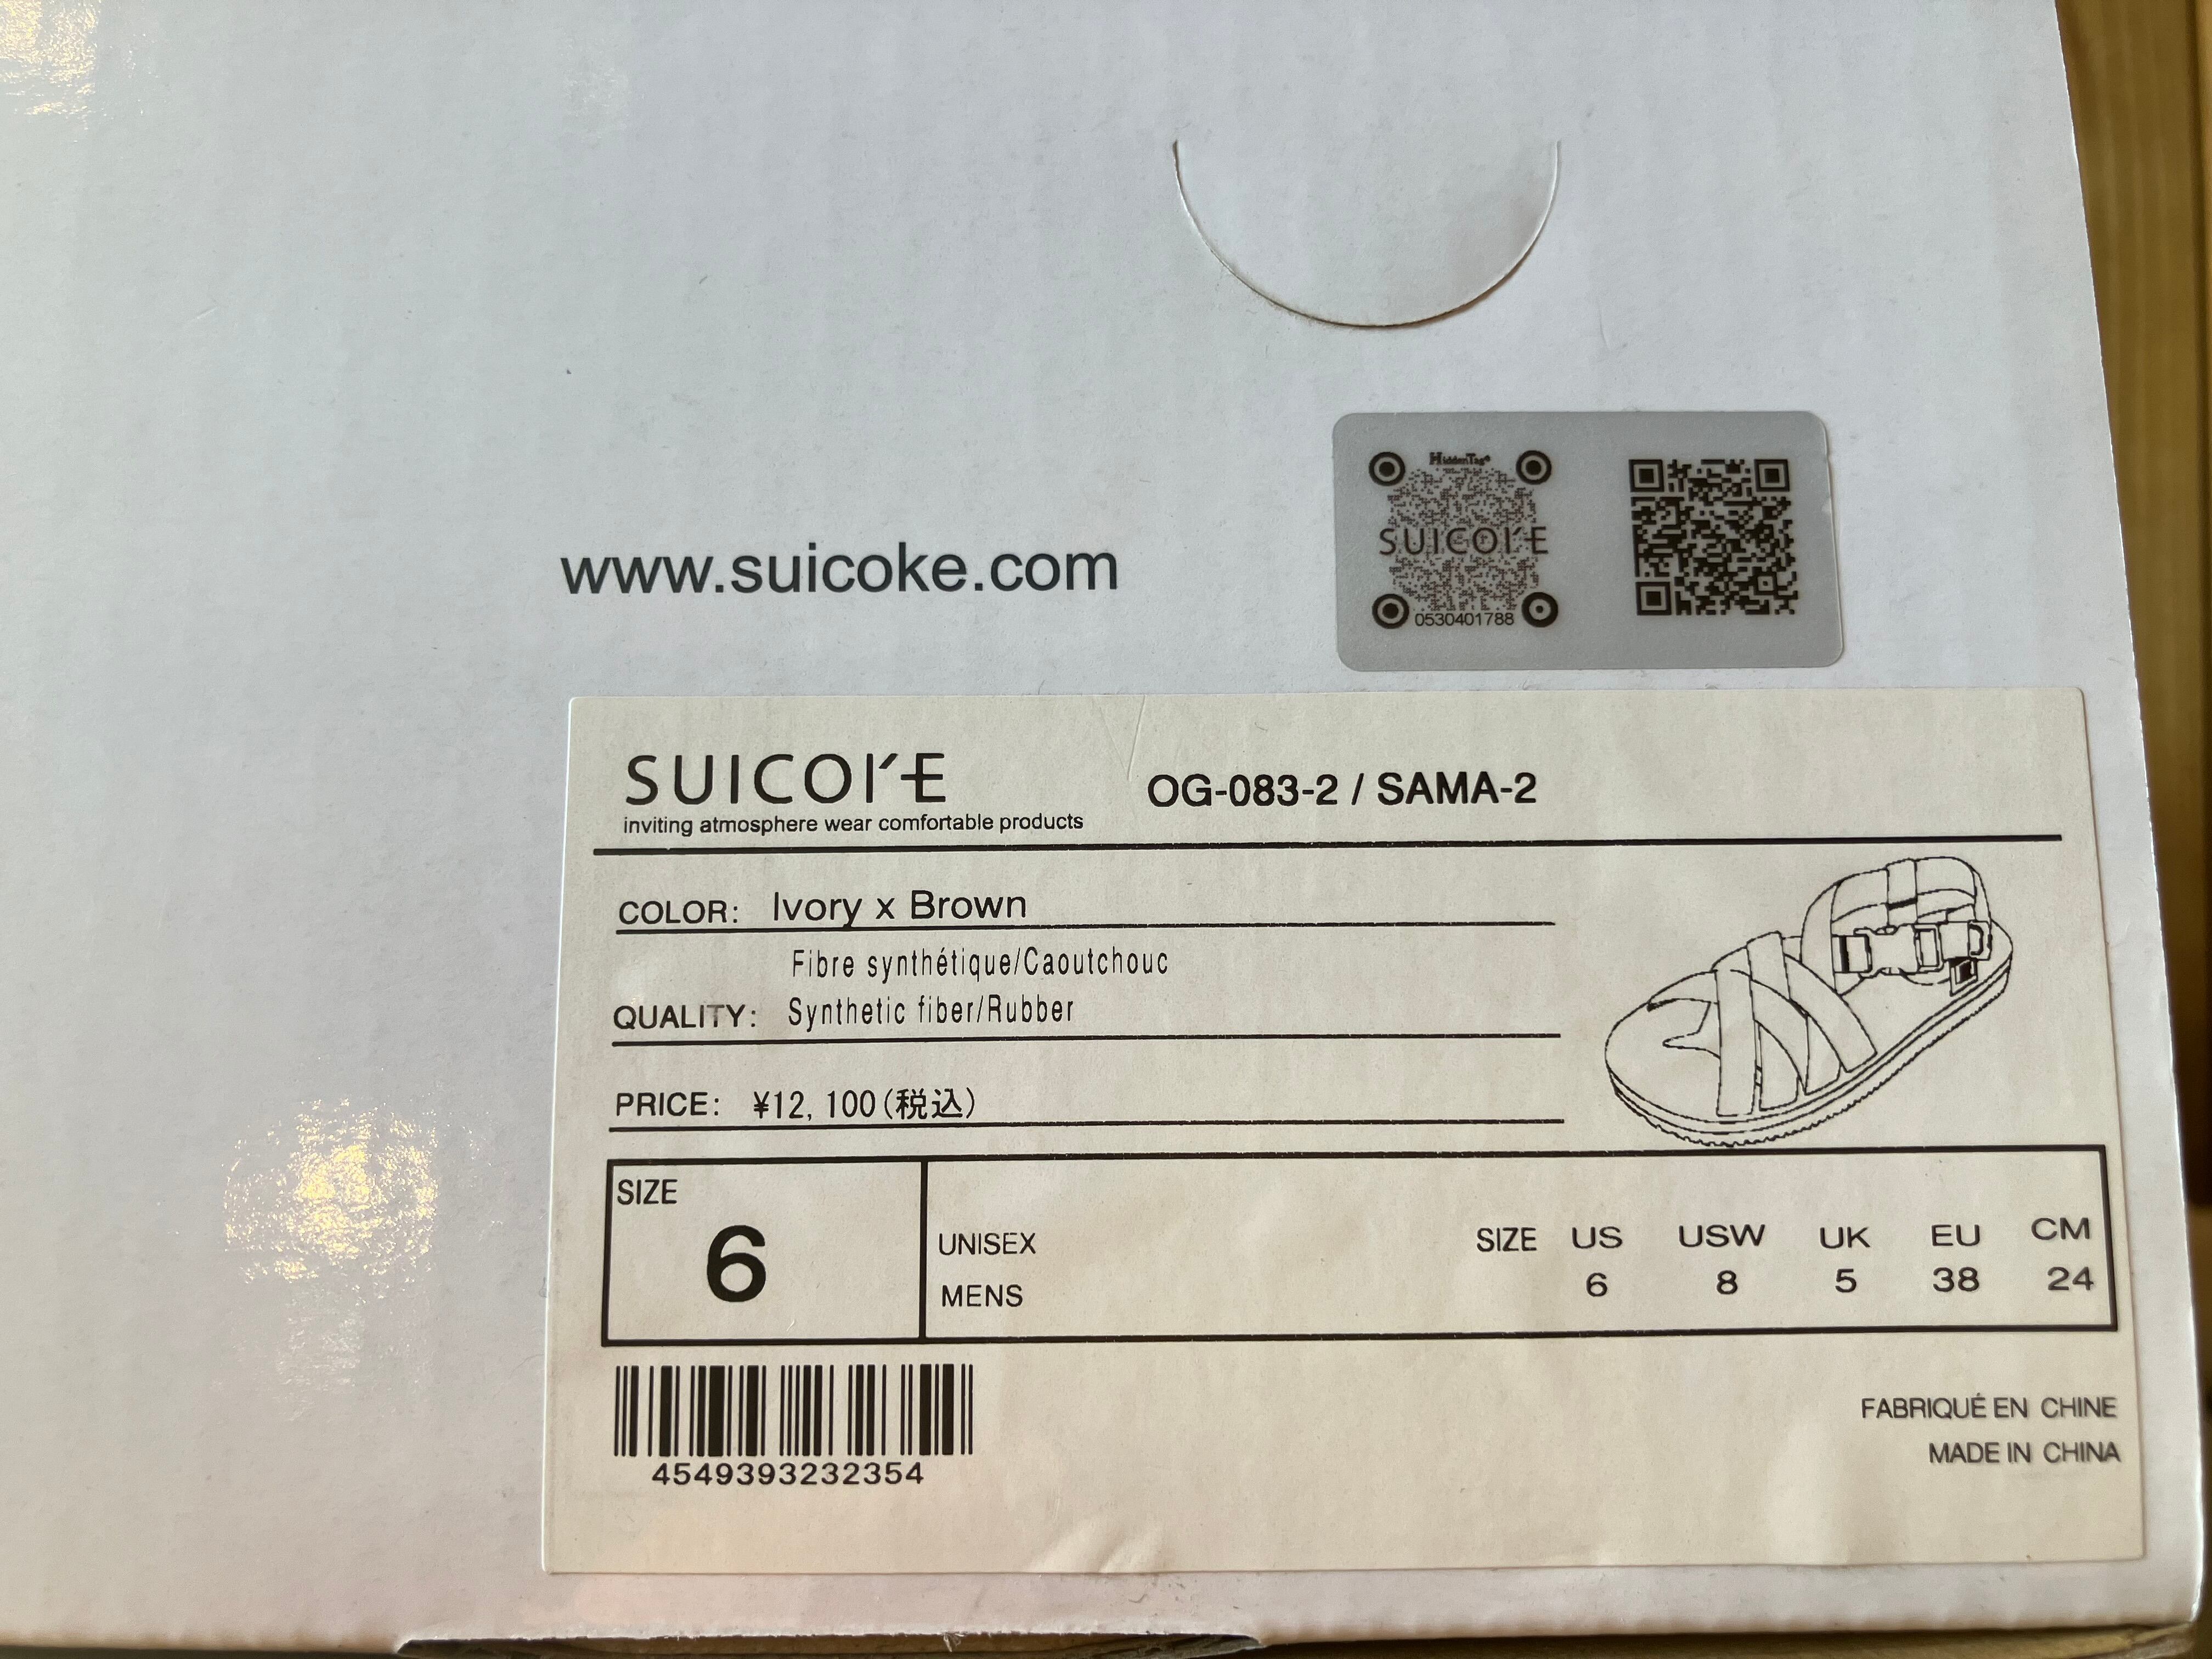 HiddenTag®
SUICOKE
0530401788
www.suicoke.com
SUICOKE
inviting atmosphere wear comfortable products
OG-083-2 / SAMA-2
COLOR: Ivory x Brown
Fibre synthétique/Caoutchouc
QUALITY: Synthetic fiber/Rubber
PRICE: ¥12,100(税込)
SIZE
6
UNISEX
MENS
SIZE US USW UK EU CM
6 8 5 38 24
4549393232354
FABRIQUÉ EN CHINE
MADE IN CHINA